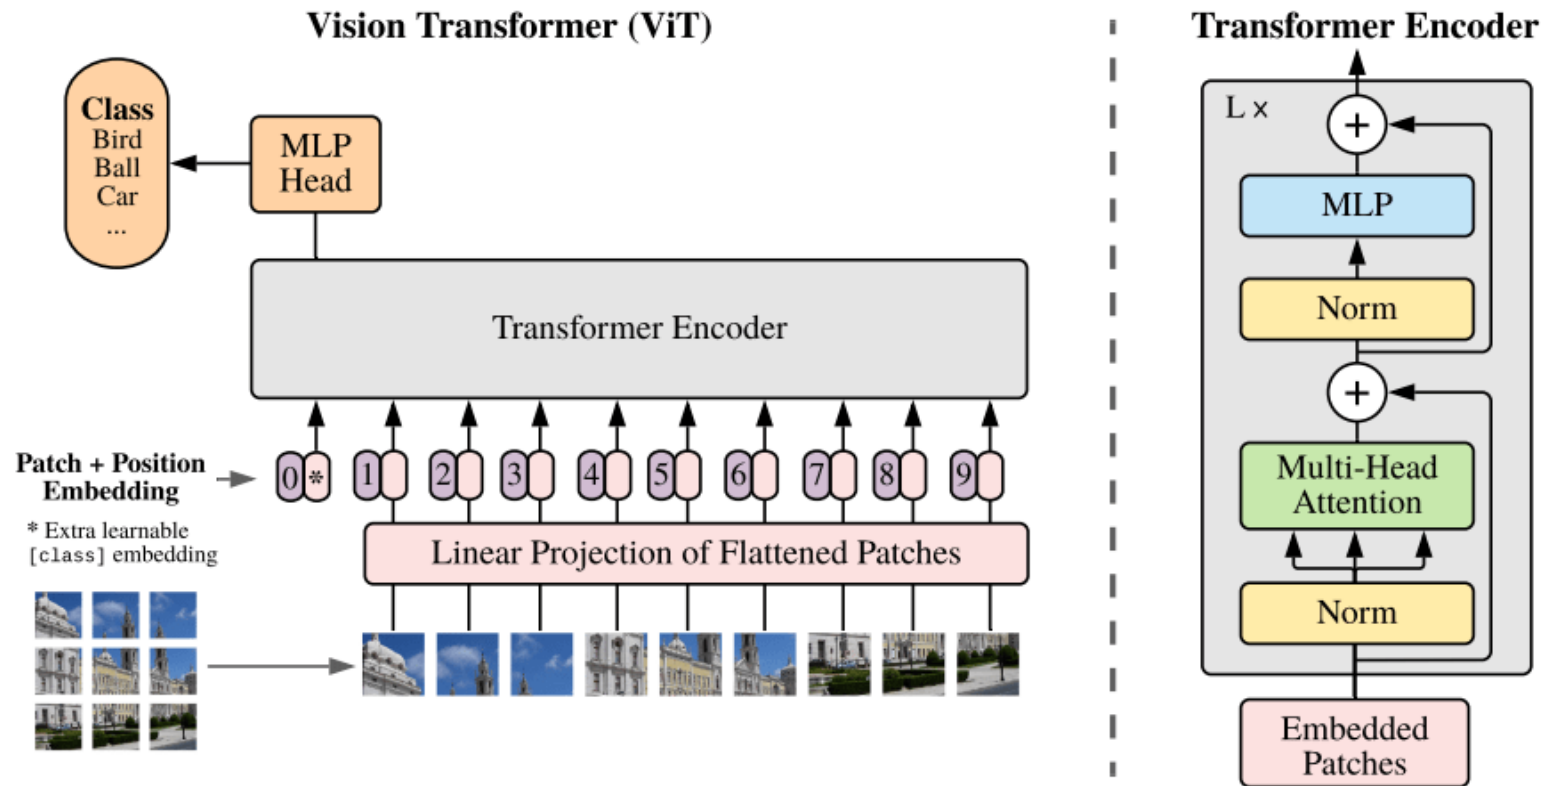 Vision Transformer (ViT)
Class
Bird
Ball
Car
...
MLP
Head
Transformer Encoder
Patch + Position
Embedding
0 * 1 2 3 4 5 6 7 8 9
* Extra learnable
[class] embedding
Linear Projection of Flattened Patches
Transformer Encoder
L x
+
MLP
Norm
+
Multi-Head
Attention
Norm
Embedded
Patches